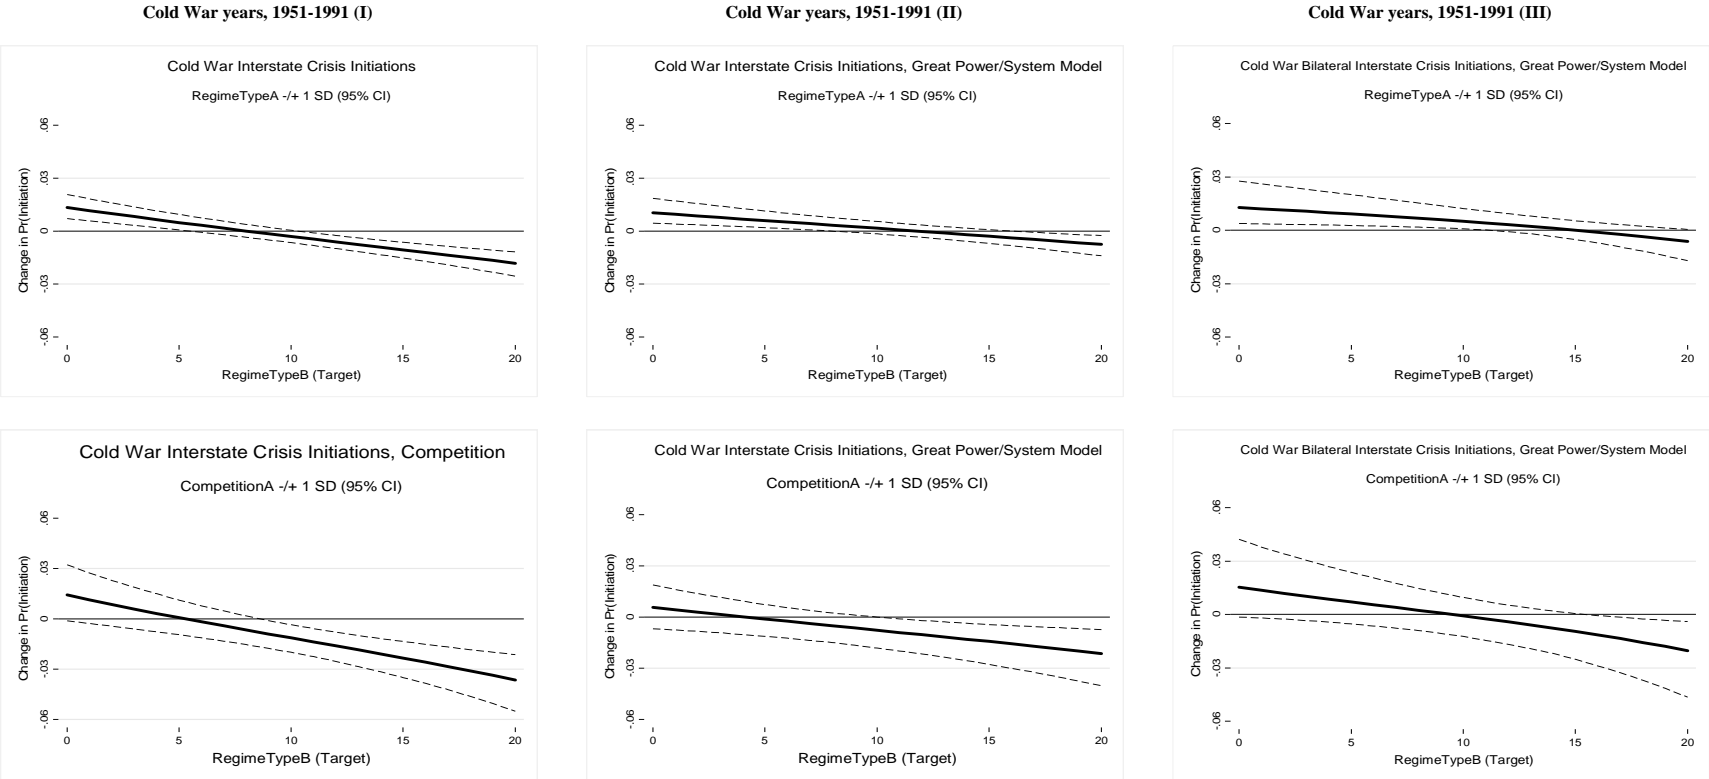 Cold War years, 1951-1991 (I)
Cold War years, 1951-1991 (II)
Cold War years, 1951-1991 (III)
Cold War Interstate Crisis Initiations
RegimeTypeA -/+ 1 SD (95% CI)
Change in Pr(Initiation)
.06
.03
0
-.03
-.06
0 5 10 15 20
RegimeTypeB (Target)
Cold War Interstate Crisis Initiations, Great Power/System Model
RegimeTypeA -/+ 1 SD (95% CI)
Change in Pr(Initiation)
.06
.03
0
-.03
-.06
0 5 10 15 20
RegimeTypeB (Target)
Cold War Bilateral Interstate Crisis Initiations, Great Power/System Model
RegimeTypeA -/+ 1 SD (95% CI)
Change in Pr(Initiation)
.06
.03
0
-.03
-.06
0 5 10 15 20
RegimeTypeB (Target)
Cold War Interstate Crisis Initiations, Competition
CompetitionA -/+ 1 SD (95% CI)
Change in Pr(Initiation)
.06
.03
0
-.03
-.06
0 5 10 15 20
RegimeTypeB (Target)
Cold War Interstate Crisis Initiations, Great Power/System Model
CompetitionA -/+ 1 SD (95% CI)
Change in Pr(Initiation)
.06
.03
0
-.03
-.06
0 5 10 15 20
RegimeTypeB (Target)
Cold War Bilateral Interstate Crisis Initiations, Great Power/System Model
CompetitionA -/+ 1 SD (95% CI)
Change in Pr(Initiation)
.06
.03
0
-.03
-.06
0 5 10 15 20
RegimeTypeB (Target)